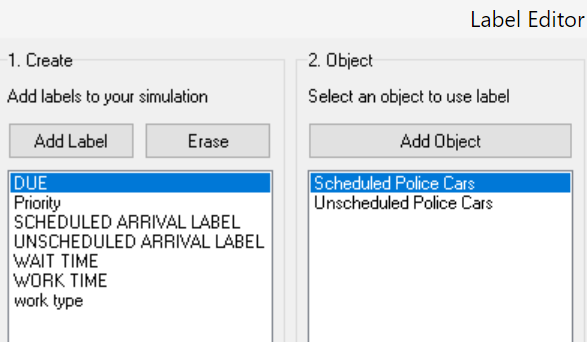 Label Editor
1. Create
Add labels to your simulation
Add Label
Erase
DUE
Priority
SCHEDULED ARRIVAL LABEL
UNSCHEDULED ARRIVAL LABEL
WAIT TIME
WORK TIME
work type
2. Object
Select an object to use label
Add Object
Scheduled Police Cars
Unscheduled Police Cars